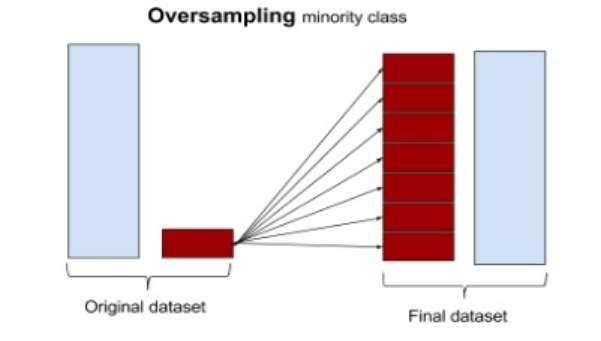 Oversampling minority class
Original dataset
Final dataset